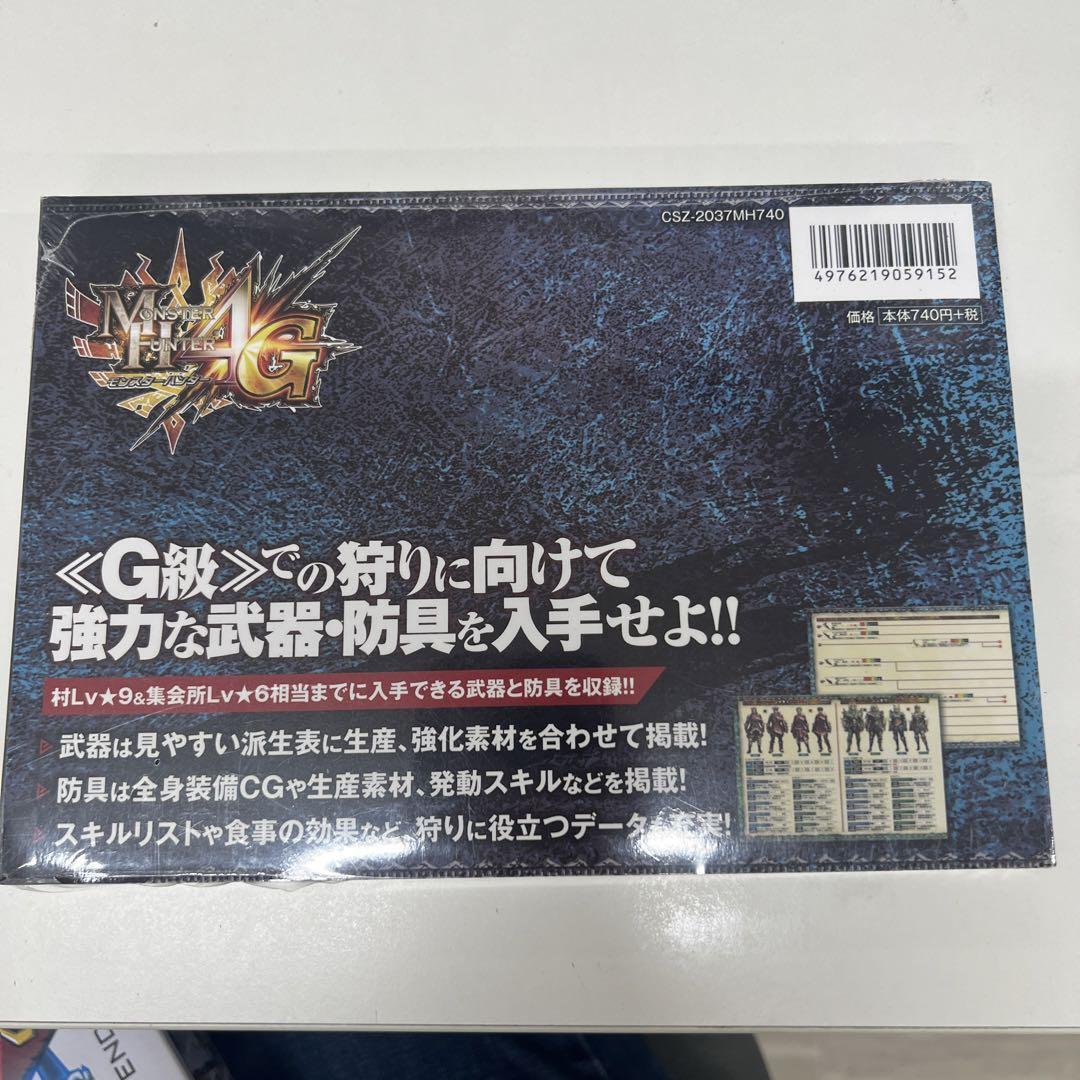 CSZ-2037MH740
4976219059152
価格 本体740円+税
MONSTER
HUNTER
4G
モンスターハンター
≪G級≫での狩りに向けて
強力な武器・防具を入手せよ!!
村Lv★9&集会所Lv★6相当までに入手できる武器と防具を収録!!
武器は見やすい派生表に生産、強化素材を合わせて掲載!
防具は全身装備CGや生産素材、発動スキルなどを掲載!
スキルリストや食事の効果など、狩りに役立つデータも充実!
END